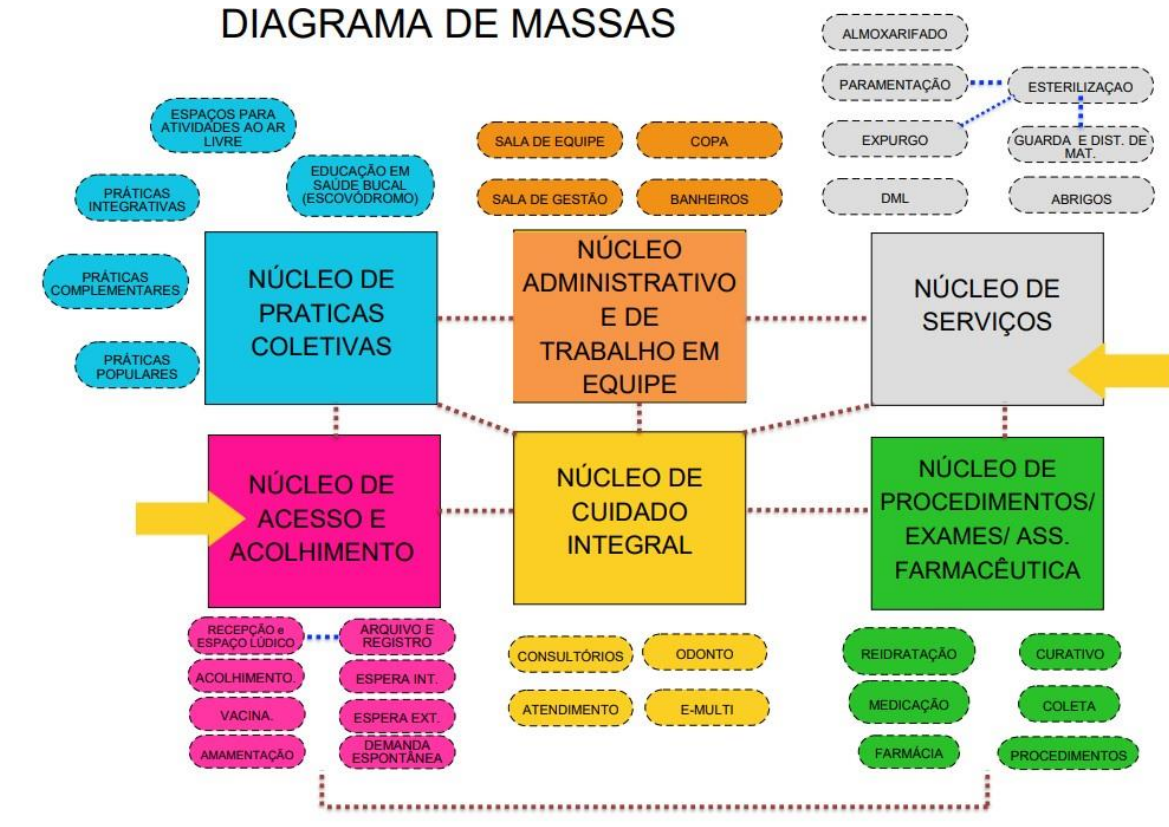 DIAGRAMA DE MASSAS
ALMOXARIFADO
PARAMENTAÇÃO
ESTERILIZAÇAO
EXPURGO
GUARDA E DIST. DE
MAT.
DML
ABRIGOS
ESPAÇOS PARA
ATIVIDADES AO AR
LIVRE
EDUCAÇÃO EM
SAÚDE BUCAL
(ESCOVÓDROMO)
PRÁTICAS
INTEGRATIVAS
PRÁTICAS
COMPLEMENTARES
PRÁTICAS
POPULARES
SALA DE EQUIPE
COPA
SALA DE GESTÃO
BANHEIROS
NÚCLEO DE
PRATICAS
COLETIVAS
NÚCLEO
ADMINISTRATIVO
E DE
TRABALHO EM
EQUIPE
NÚCLEO DE
SERVIÇOS
NÚCLEO DE
ACESSO E
ACOLHIMENTO
NÚCLEO DE
CUIDADO
INTEGRAL
NÚCLEO DE
PROCEDIMENTOS/
EXAMES/ ASS.
FARMACÊUTICA
RECEPÇÃO e
ESPAÇO LÚDICO
ARQUIVO E
REGISTRO
ACOLHIMENTO.
ESPERA INT.
VACINA.
ESPERA EXT.
AMAMENTAÇÃO
DEMANDA
ESPONTÂNEA
CONSULTÓRIOS
ODONTO
ATENDIMENTO
E-MULTI
REIDRATAÇÃO
CURATIVO
MEDICAÇÃO
COLETA
FARMÁCIA
PROCEDIMENTOS